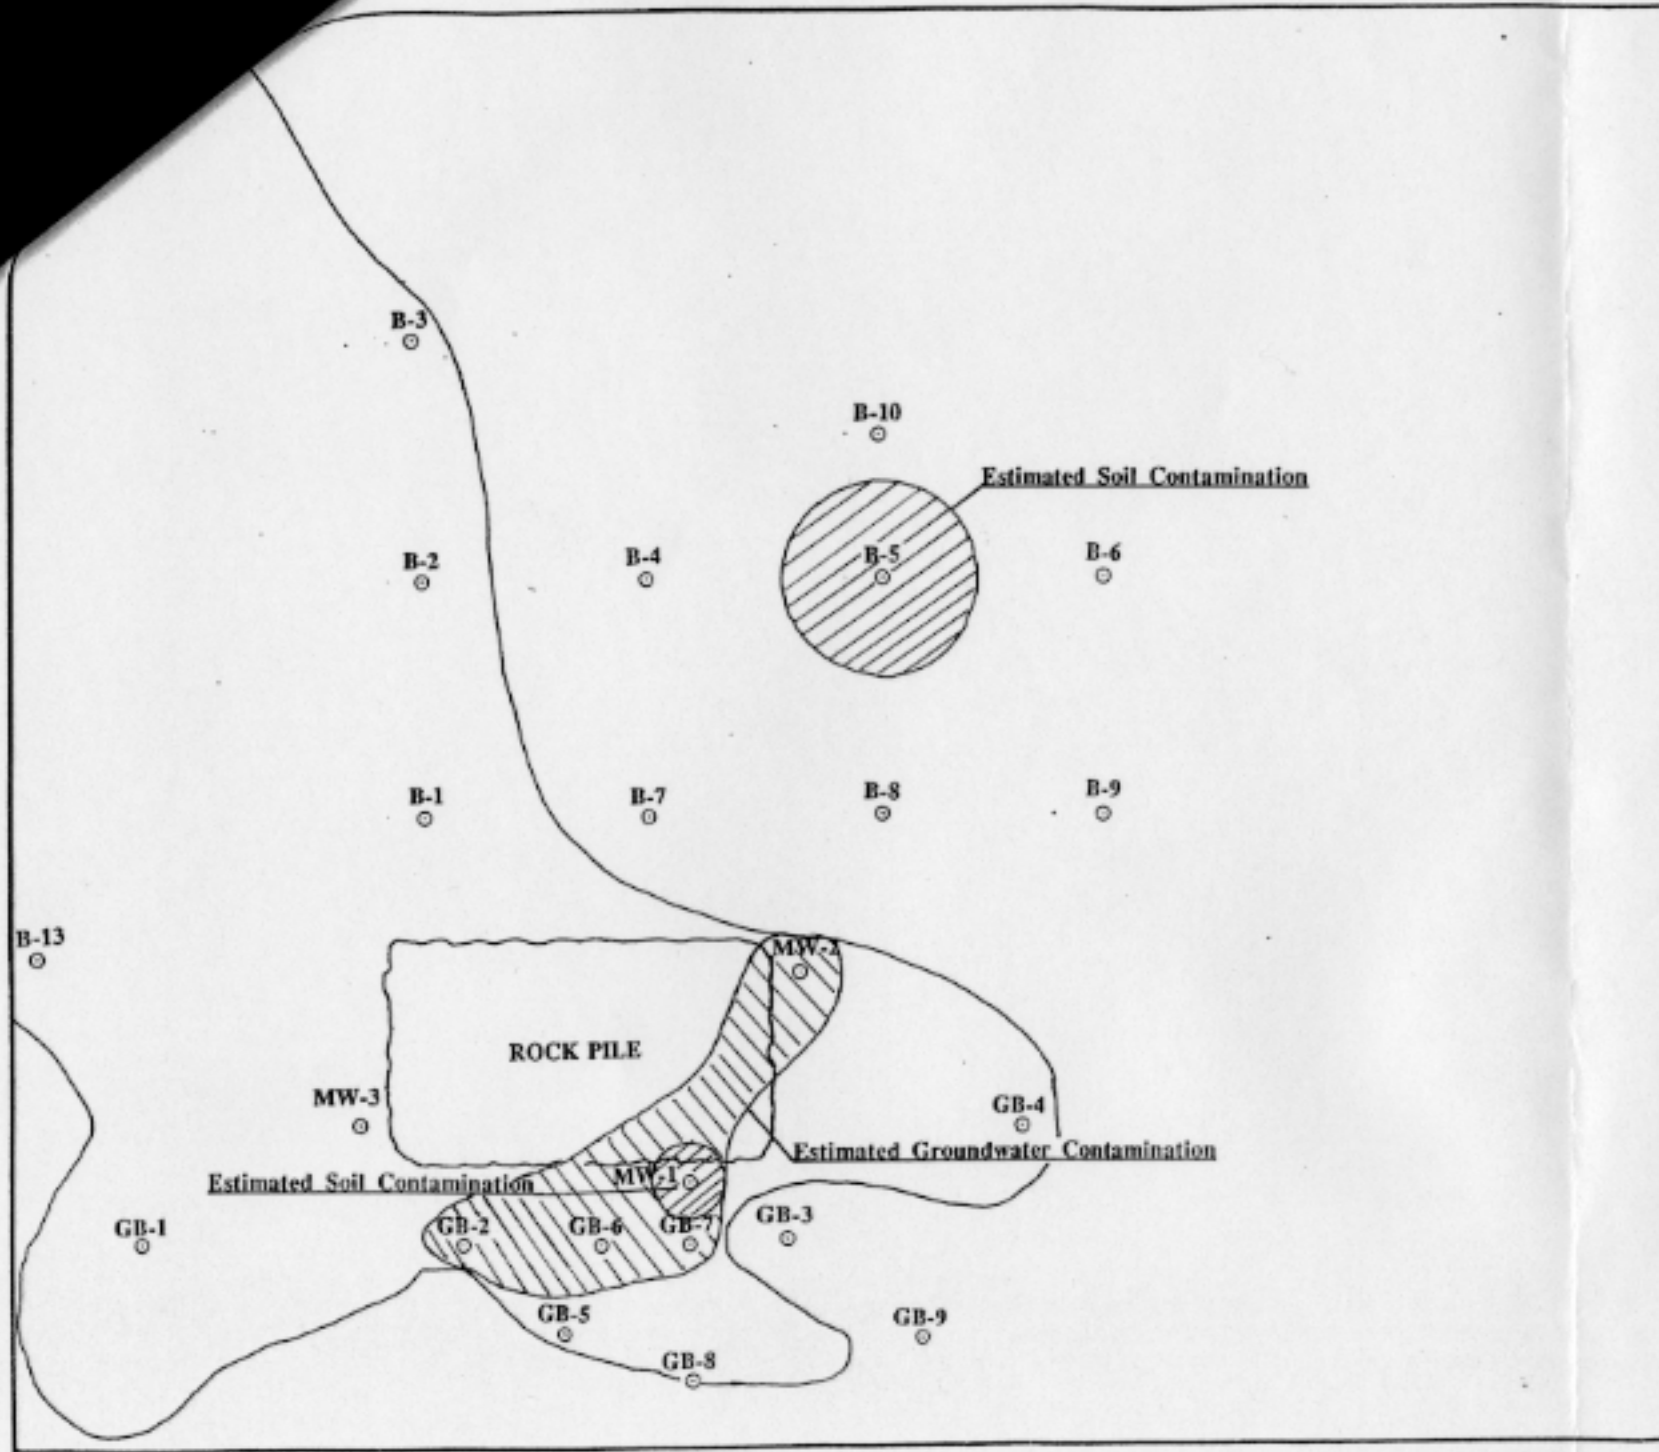 B-3
B-10
Estimated Soil Contamination
B-2
B-4
B-5
B-6
B-1
B-7
B-8
B-9
B-13
MW-2
ROCK PILE
MW-3
GB-4
Estimated Groundwater Contamination
MW-1
Estimated Soil Contamination
GB-1
GB-2
GB-6
GB-7
GB-3
GB-5
GB-9
GB-8